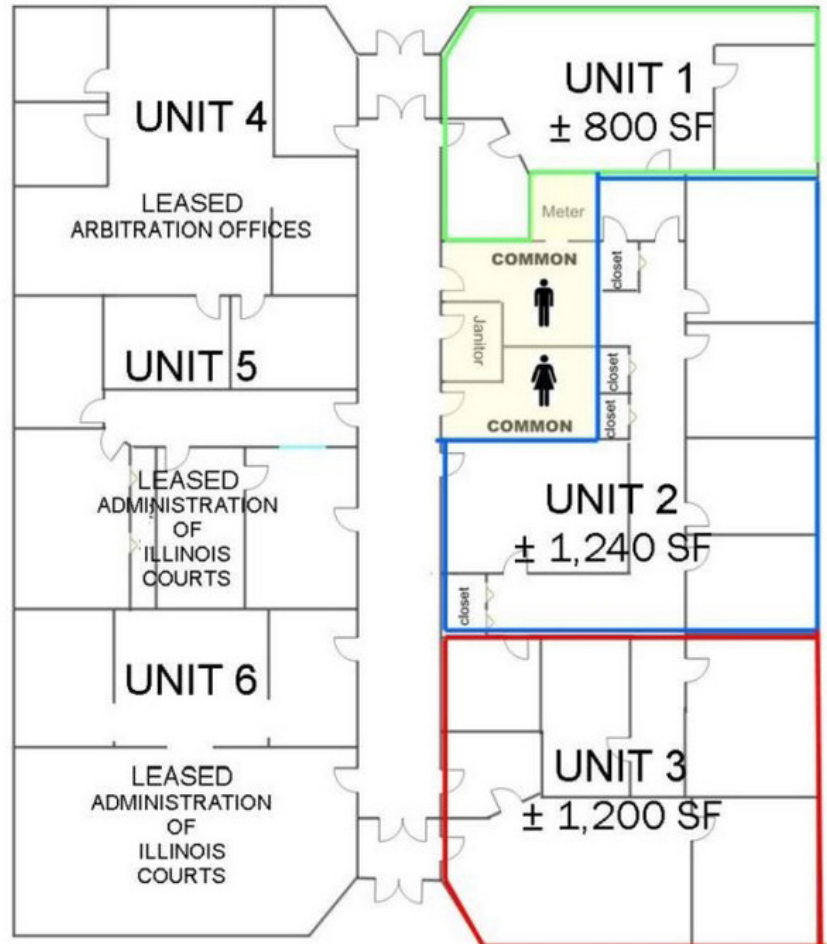 UNIT 4
LEASED
ARBITRATION OFFICES
UNIT 5
LEASED
ADMINISTRATION
OF
ILLINOIS
COURTS
UNIT 6
LEASED
ADMINISTRATION
OF
ILLINOIS
COURTS
UNIT 1
± 800 SF
Meter
COMMON
Janitor
COMMON
closet
closet
closet
UNIT 2
± 1,240 SF
closet
UNIT 3
± 1,200 SF